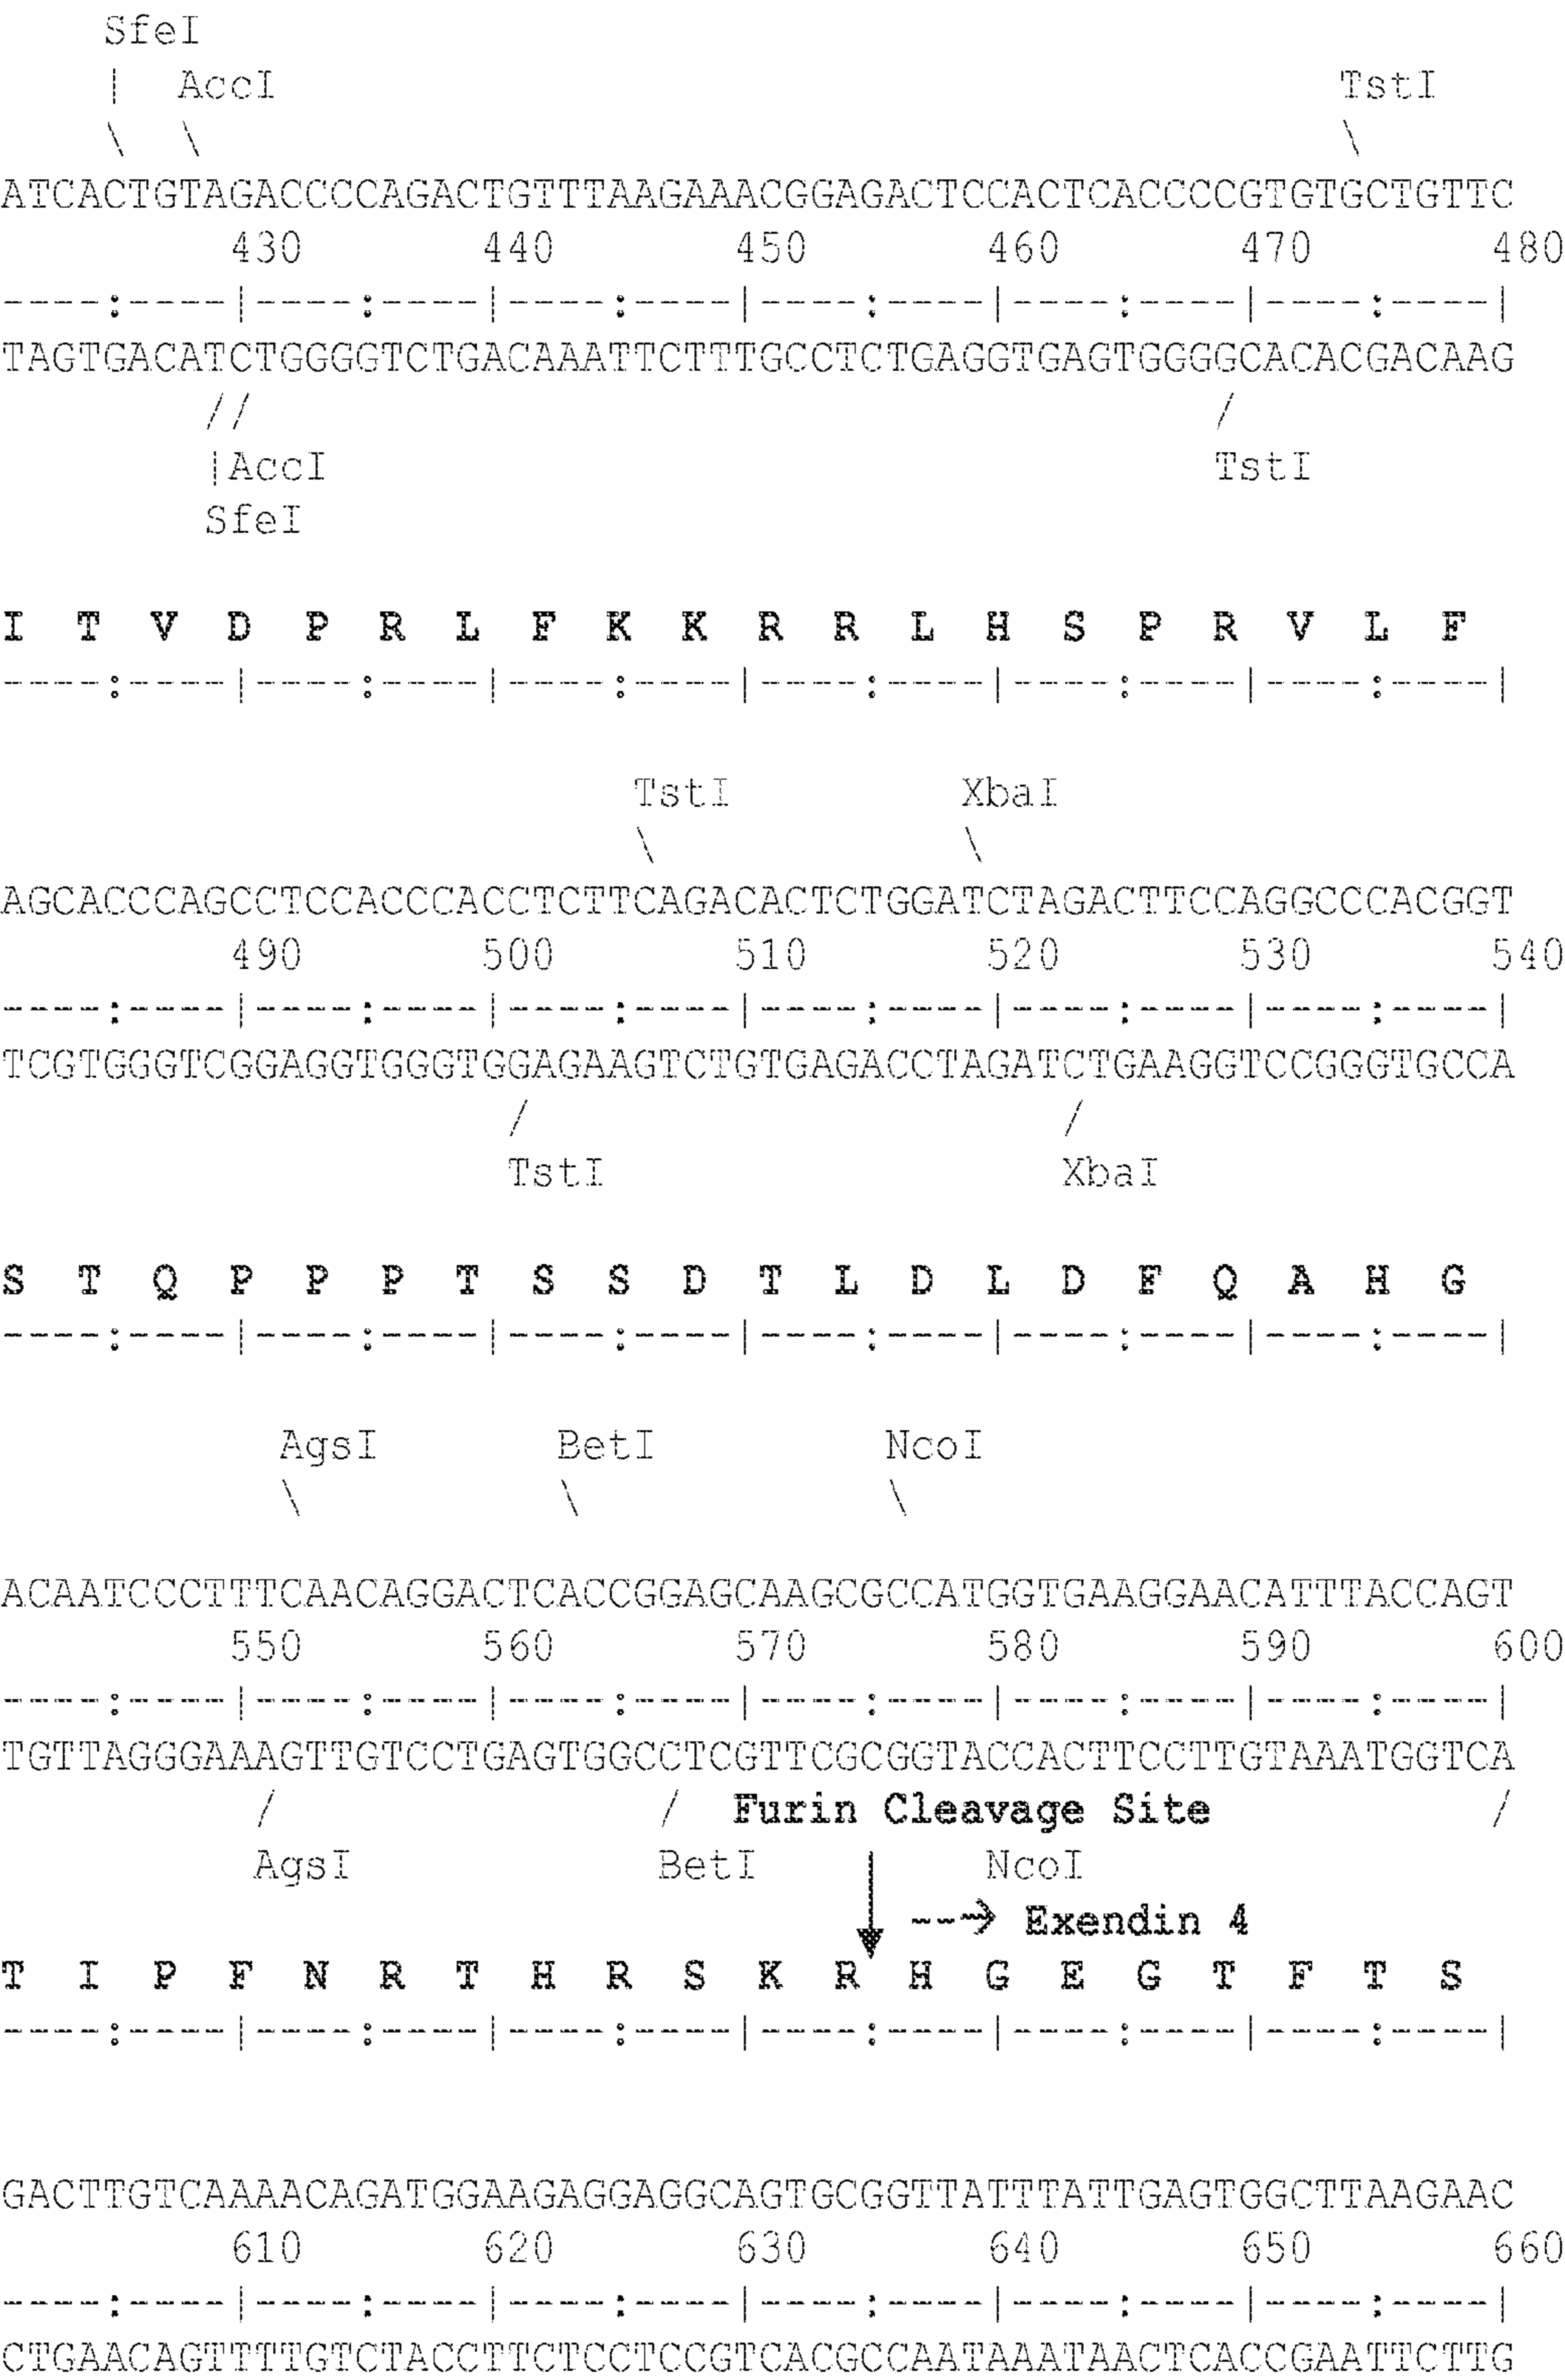 SfeI
| AccI TstI
\ \ \
ATCACTGTAGACCCCAGACTGTTTAAGAAACGGAGACTCCACTCACCCCGTGTGCTGTTC
430 440 450 460 470 480
----:----|----:----|----:----|----:----|----:----|----:----|
TAGTGACATCTGGGGTCTGACAAATTCTTTGCCTCTGAGGTGAGTGGGGCACACGACAAG
// /
|AccI TstI
SfeI
I T V D P R L F K K R R L H S P R V L F
----:----|----:----|----:----|----:----|----:----|----:----|
TstI XbaI
\ \
AGCACCCAGCCTCCACCCACCTCTTCAGACACTCTGGATCTAGACTTCCAGGCCCACGGT
490 500 510 520 530 540
----:----|----:----|----:----|----:----|----:----|----:----|
TCGTGGGTCGGAGGTGGGTGGAGAAGTCTGTGAGACCTAGATCTGAAGGTCCGGGTGCCA
/ /
TstI XbaI
S T Q P P P T S S D T L D L D F Q A H G
----:----|----:----|----:----|----:----|----:----|----:----|
AgsI BetI NcoI
\ \ \
ACAATCCCTTTCAACAGGACTCACCGGAGCAAGCGCCATGGTGAAGGAACATTTACCAGT
550 560 570 580 590 600
----:----|----:----|----:----|----:----|----:----|----:----|
TGTTAGGGAAAGTTGTCCTGAGTGGCCTCGTTCGCGGTACCACTTCCTTGTAAATGGTCA
/ / Furin Cleavage Site /
AgsI BetI NcoI
--→ Exendin 4
T I P F N R T H R S K R H G E G T F T S
----:----|----:----|----:----|----:----|----:----|----:----|
GACTTGTCAAAACAGATGGAAGAGGAGGCAGTGCGGTTATTTATTGAGTGGCTTAAGAAC
610 620 630 640 650 660
----:----|----:----|----:----|----:----|----:----|----:----|
CTGAACAGTTTTGTCTACCTTCTCCTCCGTCACGCCAATAAATAACTCACCGAATTCTTG